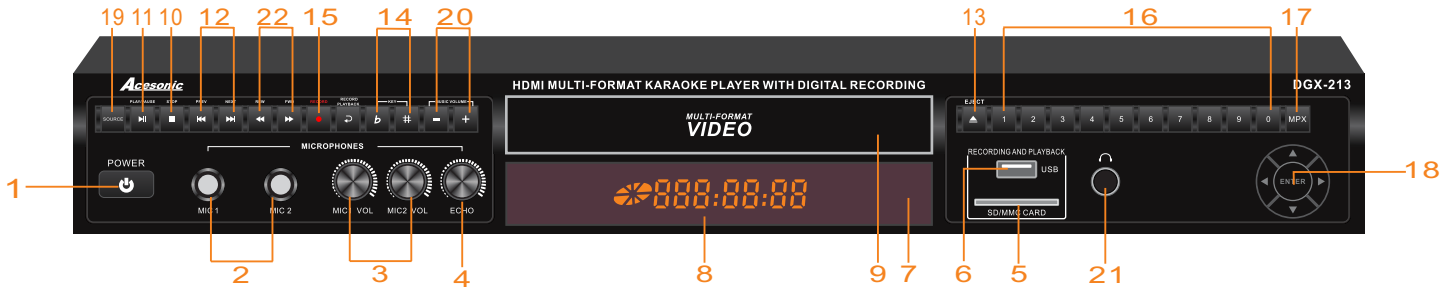 19 11 10 12 22 15 14 20 13 16 17
Acesonic
HDMI MULTI-FORMAT KARAOKE PLAYER WITH DIGITAL RECORDING
DGX-213
PLAY/PAUSE STOP PREV NEXT REW FWD RECORD RECORD PLAYBACK KEY MUSIC VOLUME
EJECT
SOURCE b # - +
1 2 3 4 5 6 7 8 9 0 MPX
MULTI-FORMAT
VIDEO
MICROPHONES
POWER
RECORDING AND PLAYBACK
USB
ENTER
1
6
18
888:88:88
MIC 1 MIC 2 MIC1 VOL MIC2 VOL ECHO
SD/MMC CARD
2 3 4 8 9 7 5 21